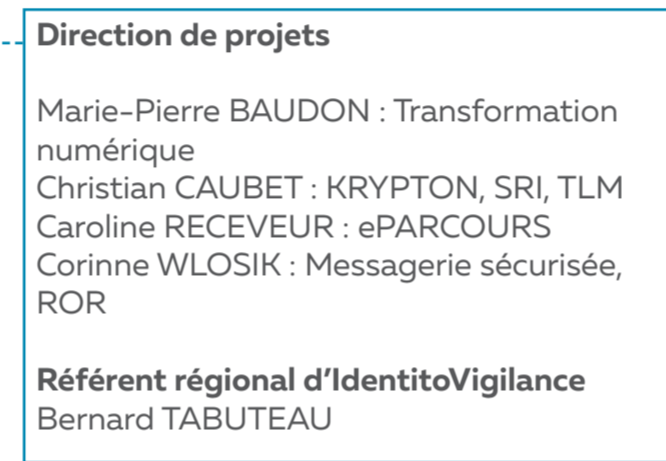 Direction de projets
Marie-Pierre BAUDON : Transformation
numérique
Christian CAUBET : KRYPTON, SRI, TLM
Caroline RECEVEUR : ePARCOURS
Corinne WLOSIK : Messagerie sécurisée,
ROR
Référent régional d’IdentitoVigilance
Bernard TABUTEAU